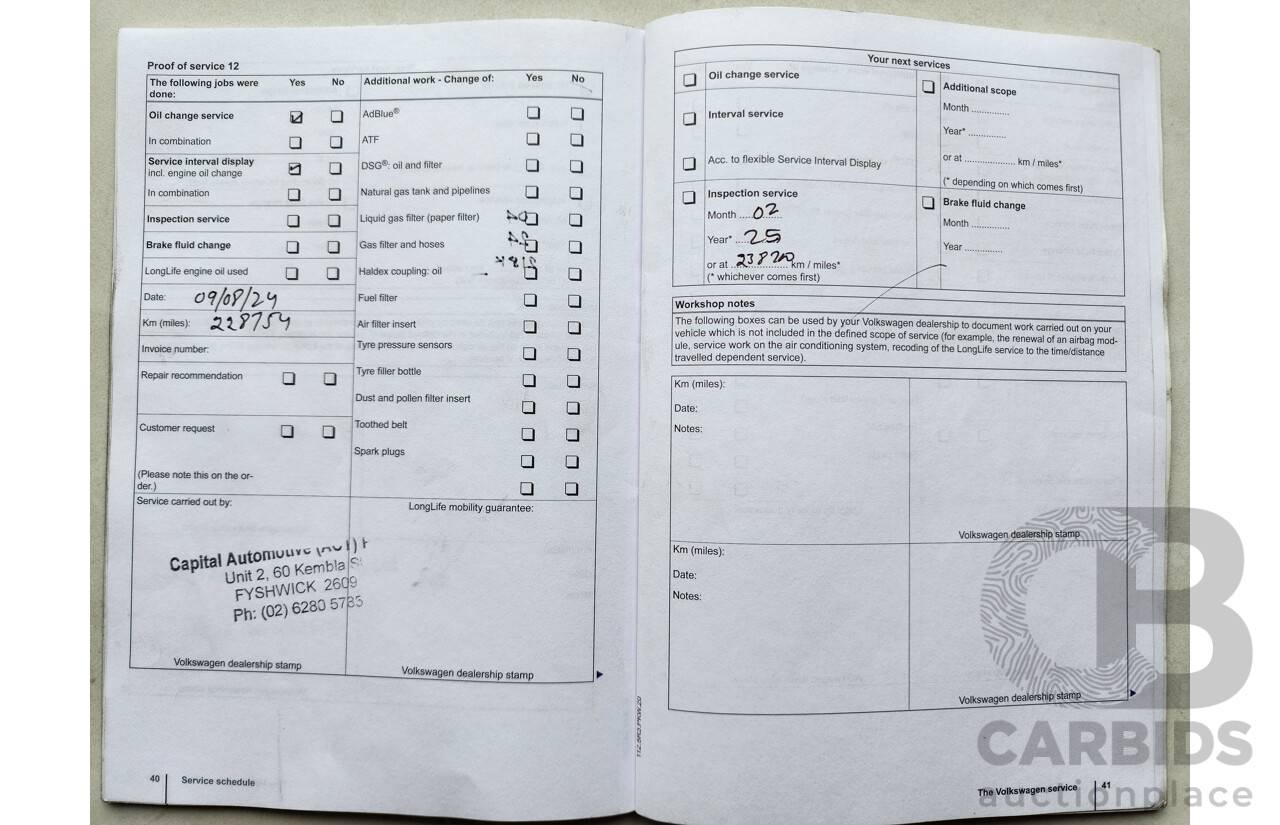 Proof of service 12
The following jobs were done: Yes No
Oil change service
In combination
Service interval display
incl. engine oil change
In combination
Inspection service
Brake fluid change
LongLife engine oil used
Date: 09/08/24
Km (miles): 228754
Invoice number:
Repair recommendation
Customer request
(Please note this on the or-
der.)
Service carried out by:
Capital Automotive (ACT)
Unit 2, 60 Kembla St
FYSHWICK 2609
Ph: (02) 6280 5785
Volkswagen dealership stamp
Additional work - Change of: Yes No
AdBlue®
ATF
DSG®: oil and filter
Natural gas tank and pipelines
Liquid gas filter (paper filter)
Gas filter and hoses
Haldex coupling: oil
Fuel filter
Air filter insert
Tyre pressure sensors
Tyre filler bottle
Dust and pollen filter insert
Toothed belt
Spark plugs
LongLife mobility guarantee:
Volkswagen dealership stamp
40 Service schedule
Your next services
Oil change service
Interval service
Acc. to flexible Service Interval Display
Inspection service
Month ....02......
Year* ....25
or at ..238720.. km / miles*
(* whichever comes first)
Additional scope
Month .............
Year* .............
or at .................. km / miles*
(* depending on which comes first)
Brake fluid change
Month .............
Year .............
Workshop notes
The following boxes can be used by your Volkswagen dealership to document work carried out on your
vehicle which is not included in the defined scope of service (for example, the renewal of an airbag mod-
ule, service work on the air conditioning system, recoding of the LongLife service to the time/distance
travelled dependent service).
Km (miles):
Date:
Notes:
Volkswagen dealership stamp
Km (miles):
Date:
Notes:
Volkswagen dealership stamp
The Volkswagen service 41
CARBIDS
auctionplace